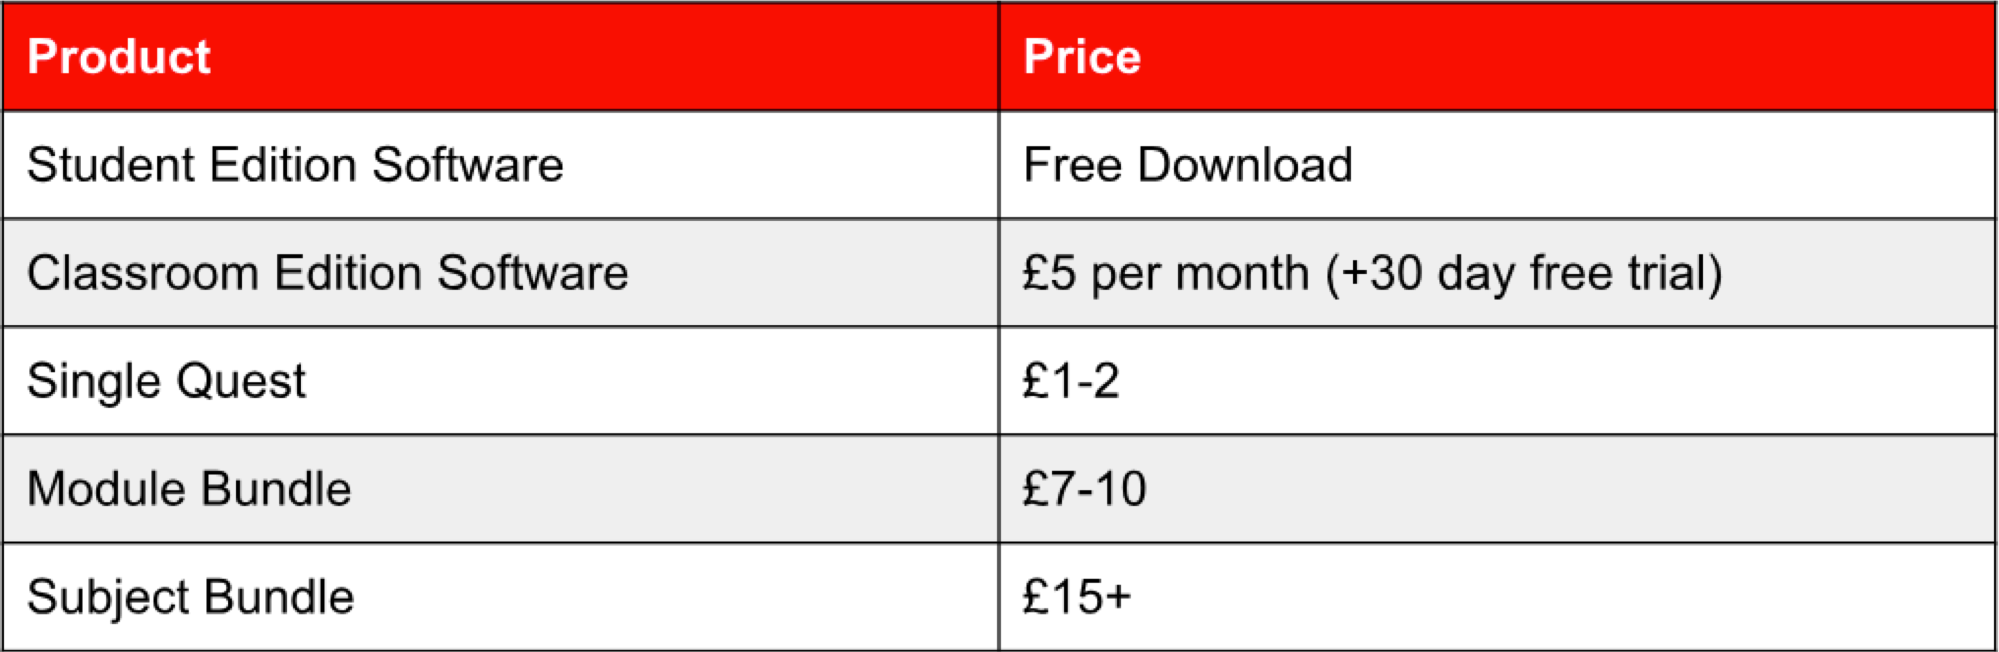 Product Price
Student Edition Software Free Download
Classroom Edition Software £5 per month (+30 day free trial)
Single Quest £1-2
Module Bundle £7-10
Subject Bundle £15+